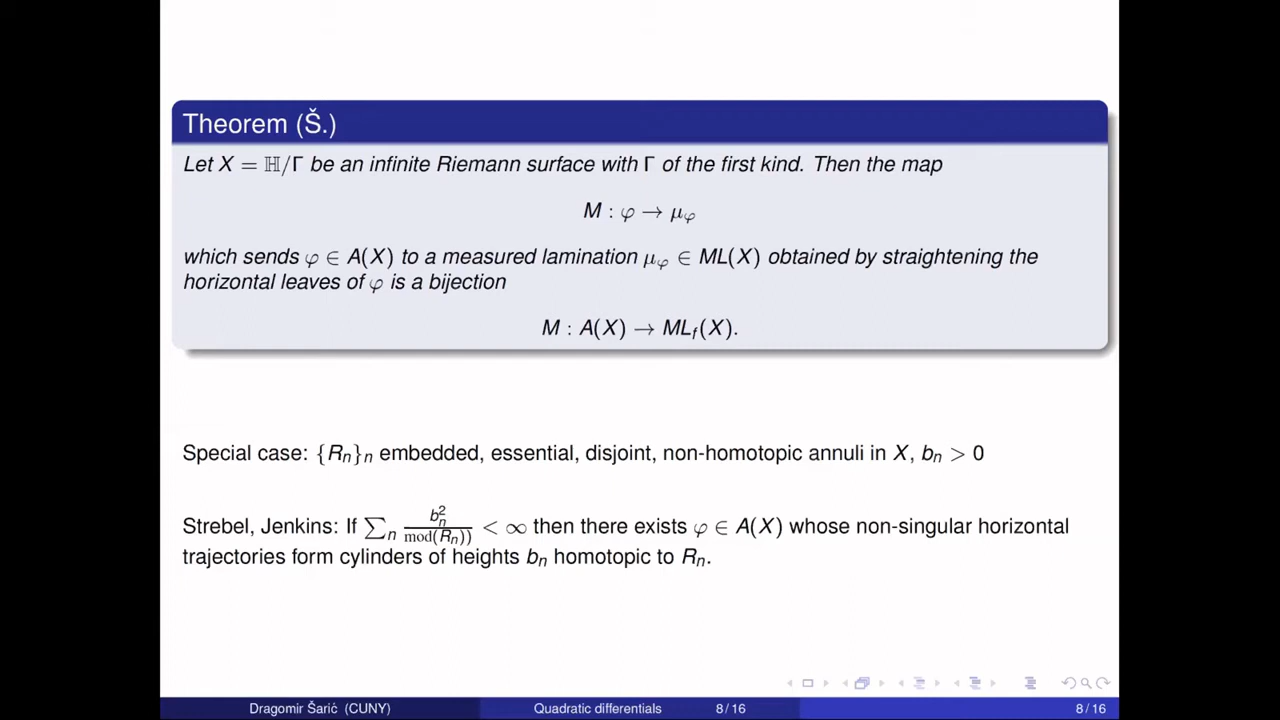 Theorem (Š.)
Let X = ℍ/Γ be an infinite Riemann surface with Γ of the first kind. Then the map
M : φ → μ_φ
which sends φ ∈ A(X) to a measured lamination μ_φ ∈ ML(X) obtained by straightening the
horizontal leaves of φ is a bijection
M : A(X) → ML_f(X).
Special case: {R_n}_n embedded, essential, disjoint, non-homotopic annuli in X, b_n > 0
Strebel, Jenkins: If ∑_n b_n^2/mod(R_n)) < ∞ then there exists φ ∈ A(X) whose non-singular horizontal
trajectories form cylinders of heights b_n homotopic to R_n.
Dragomir Šarić (CUNY) Quadratic differentials 8/16 8/16